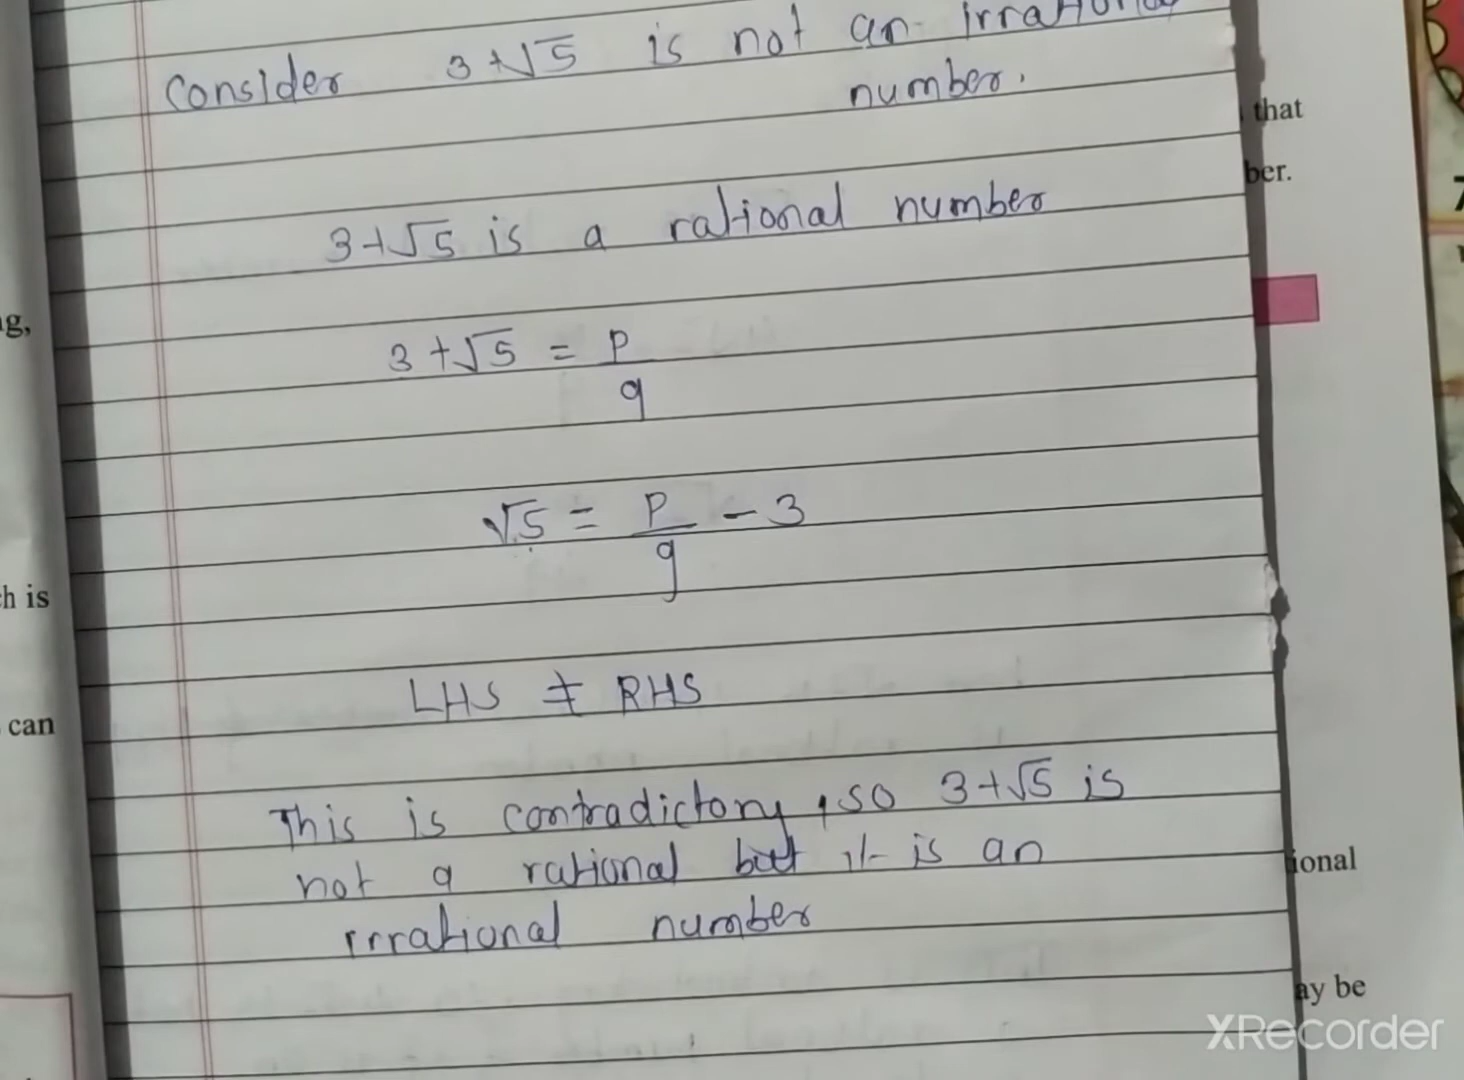 Consider 3+√5 is not an irrational
number.
that
ber.
3+√5 is a rational number
g,
3+√5 = p
q
√5 = p/q - 3
h is
LHS ≠ RHS
can
This is contradictory, so 3+√5 is
not a rational but it is an
irrational number
ional
ay be
XRecorder